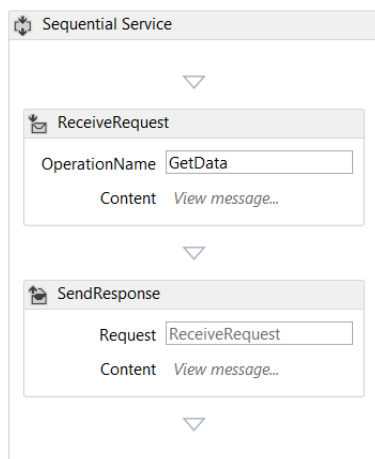 Sequential Service
ReceiveRequest
OperationName GetData
Content View message...
SendResponse
Request ReceiveRequest
Content View message...